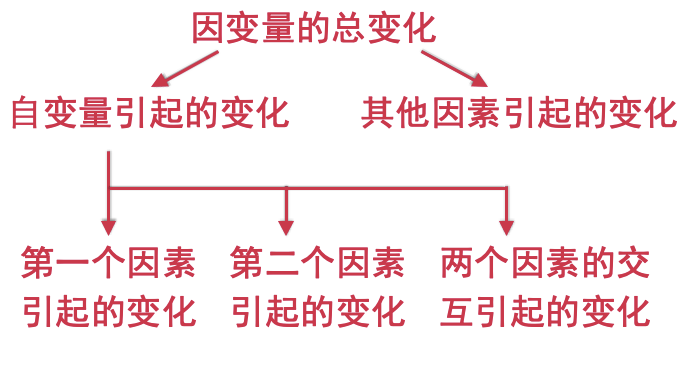 因变量的总变化
自变量引起的变化 其他因素引起的变化
第一个因素
引起的变化
第二个因素
引起的变化
两个因素的交
互引起的变化